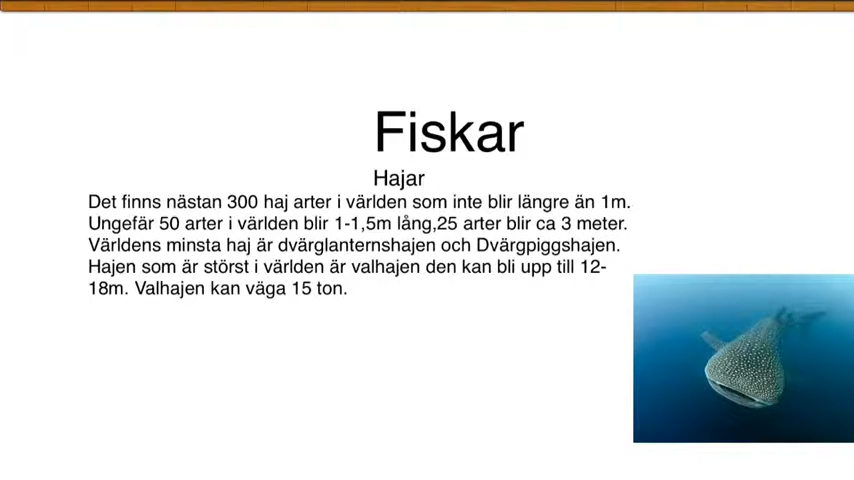 Fiskar
Hajar
Det finns nästan 300 haj arter i världen som inte blir längre än 1m.
Ungefär 50 arter i världen blir 1-1,5m lång,25 arter blir ca 3 meter.
Världens minsta haj är dvärglanternshajen och Dvärgpiggshajen.
Hajen som är störst i världen är valhajen den kan bli upp till 12-
18m. Valhajen kan väga 15 ton.